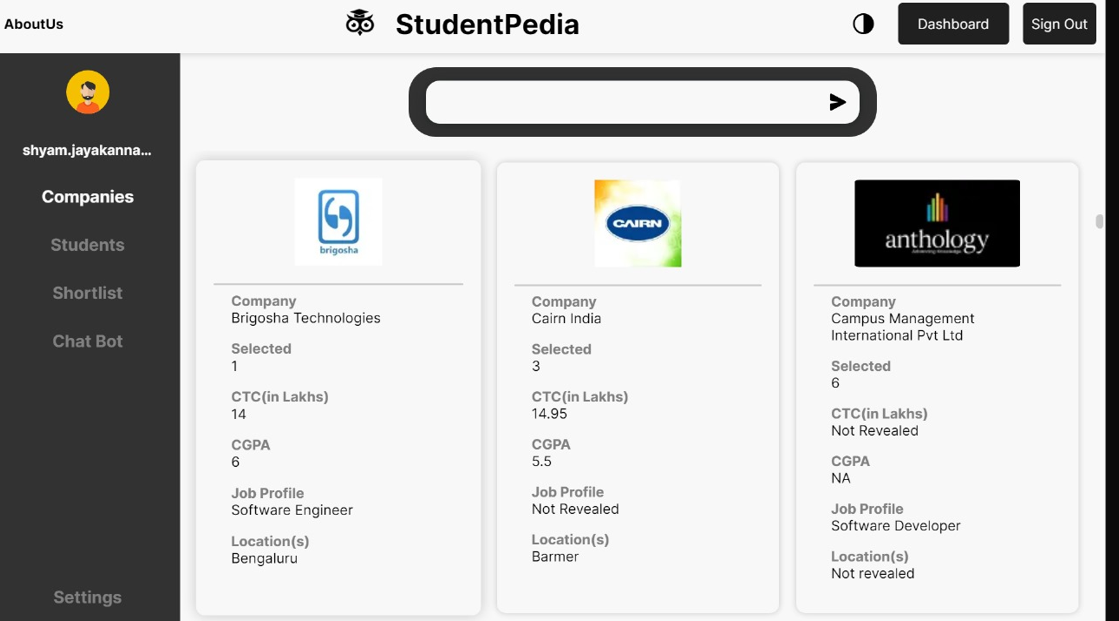 AboutUs
StudentPedia
Dashboard
Sign Out
shyam.jayakanna...
Companies
Students
Shortlist
Chat Bot
Settings
brigosha
Company
Brigosha Technologies
Selected
1
CTC(in Lakhs)
14
CGPA
6
Job Profile
Software Engineer
Location(s)
Bengaluru
CAIRN
Company
Cairn India
Selected
3
CTC(in Lakhs)
14.95
CGPA
5.5
Job Profile
Not Revealed
Location(s)
Barmer
anthology
Advancing Knowledge
Company
Campus Management
International Pvt Ltd
Selected
6
CTC(in Lakhs)
Not Revealed
CGPA
NA
Job Profile
Software Developer
Location(s)
Not revealed